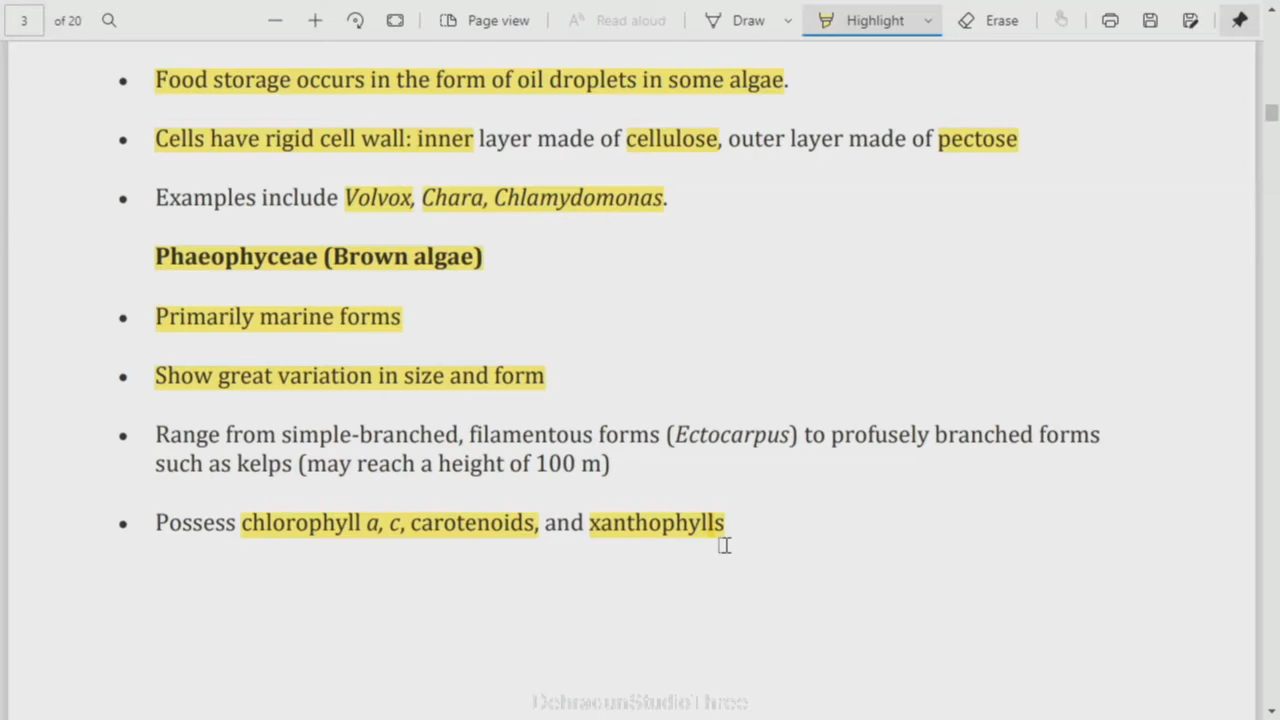 3 of 20 Page view Read aloud Draw Highlight Erase
• Food storage occurs in the form of oil droplets in some algae.
• Cells have rigid cell wall: inner layer made of cellulose, outer layer made of pectose
• Examples include Volvox, Chara, Chlamydomonas.
Phaeophyceae (Brown algae)
• Primarily marine forms
• Show great variation in size and form
• Range from simple-branched, filamentous forms (Ectocarpus) to profusely branched forms
such as kelps (may reach a height of 100 m)
• Possess chlorophyll a, c, carotenoids, and xanthophylls
DehradunStudioThree